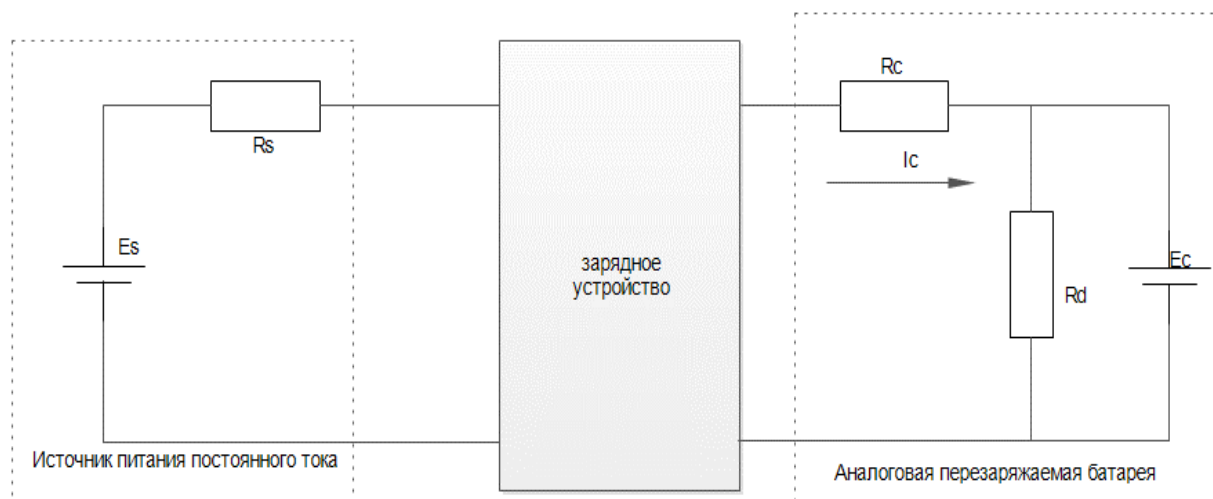 Rs
Es
Источник питания постоянного тока
зарядное
устройство
Rc
Ic
Rd
Ec
Аналоговая перезаряжаемая батарея